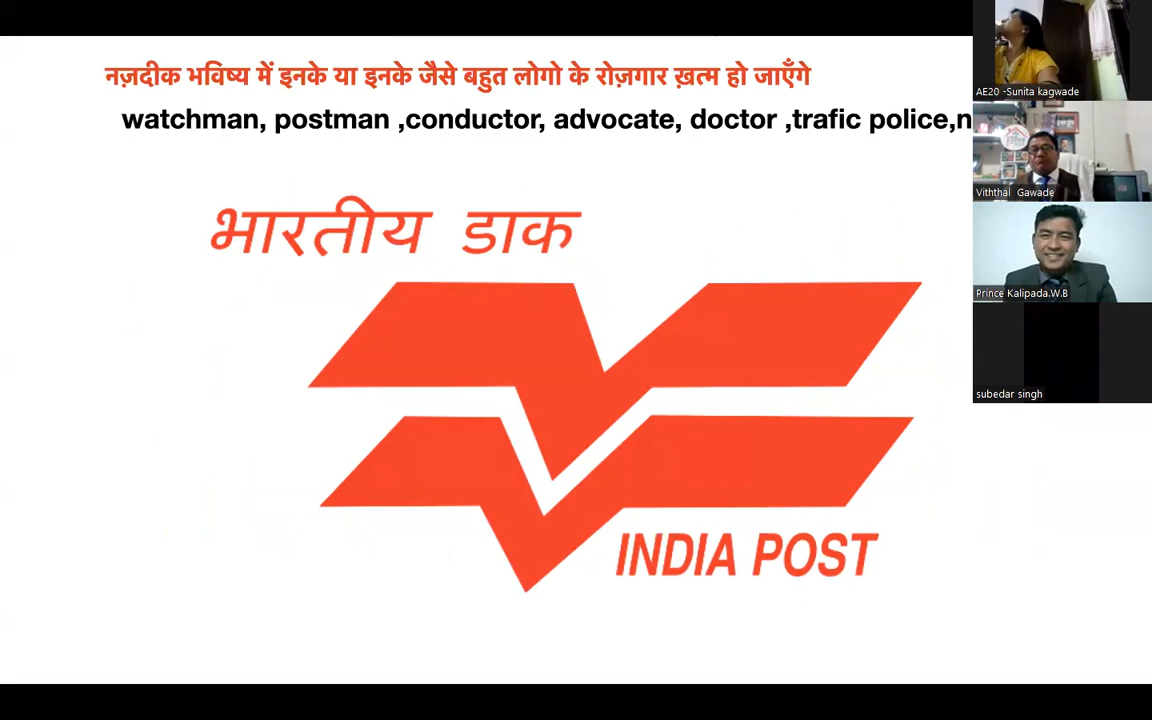 नज़दीक भविष्य में इनके या इनके जैसे बहुत लोगो के रोज़गार ख़त्म हो जाएँगे
watchman, postman ,conductor, advocate, doctor ,trafic police,n
भारतीय डाक
INDIA POST
AE20 -Sunita kagwade
Viththal Gawade
Prince Kalipada.W.B
subedar singh